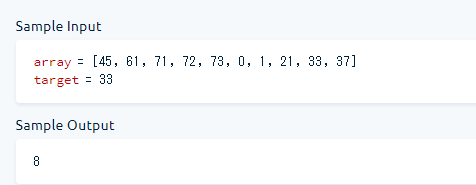 Sample Input
array = [45, 61, 71, 72, 73, 0, 1, 21, 33, 37]
target = 33
Sample Output
8